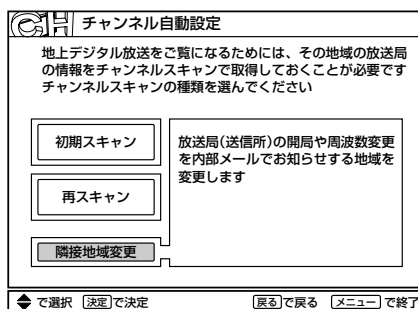 CH チャンネル自動設定
地上デジタル放送をご覧になるためには、その地域の放送局
の情報をチャンネルスキャンで取得しておくことが必要です
チャンネルスキャンの種類を選んでください
初期スキャン
再スキャン
隣接地域変更
放送局(送信所)の開局や周波数変更
を内部メールでお知らせする地域を
変更します
で選択 決定 で決定 戻る で戻る メニュー で終了